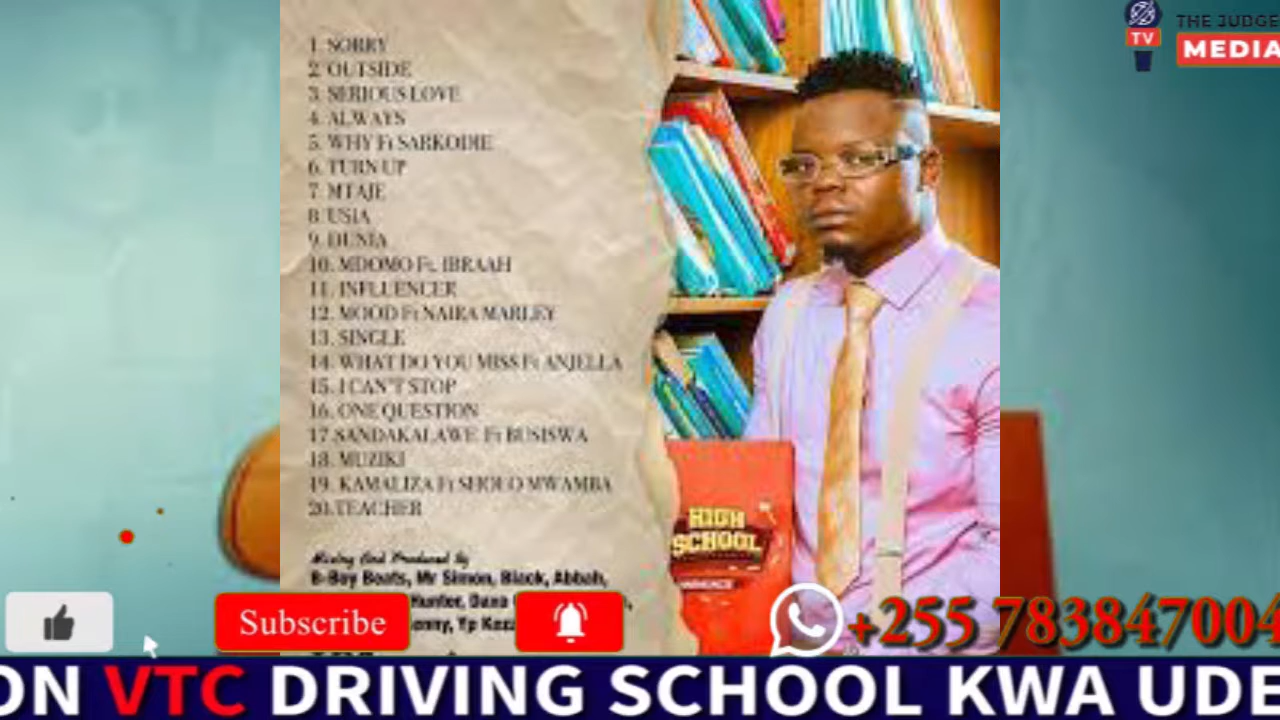 1. SORRY
2. OUTSIDE
3. SERIOUS LOVE
4. ALWAYS
5. WHY Ft SARKODIE
6. TURN UP
7. MTAJE
8. USIA
9. DUNIA
10. MDOMO Ft. IBRAAH
11. INFLUENCER
12. MOOD Ft NAIRA MARLEY
13. SINGLE
14. WHAT DO YOU MISS Ft ANJELLA
15. I CAN'T STOP
16. ONE QUESTION
17. SANDAKALAWE Ft BUSISWA
18. MUZIKI
19. KAMALIZA Ft SHOLO MWAMBA
20. TEACHER
Mixing And Produced By
B-Boy Beats, Mr Simon, Black, Abbah,
Hunter,
HIGH
SCHOOL
THE JUDGE
TV
MEDIA
Subscribe
+255 783847004
ON VTC DRIVING SCHOOL KWA UDE